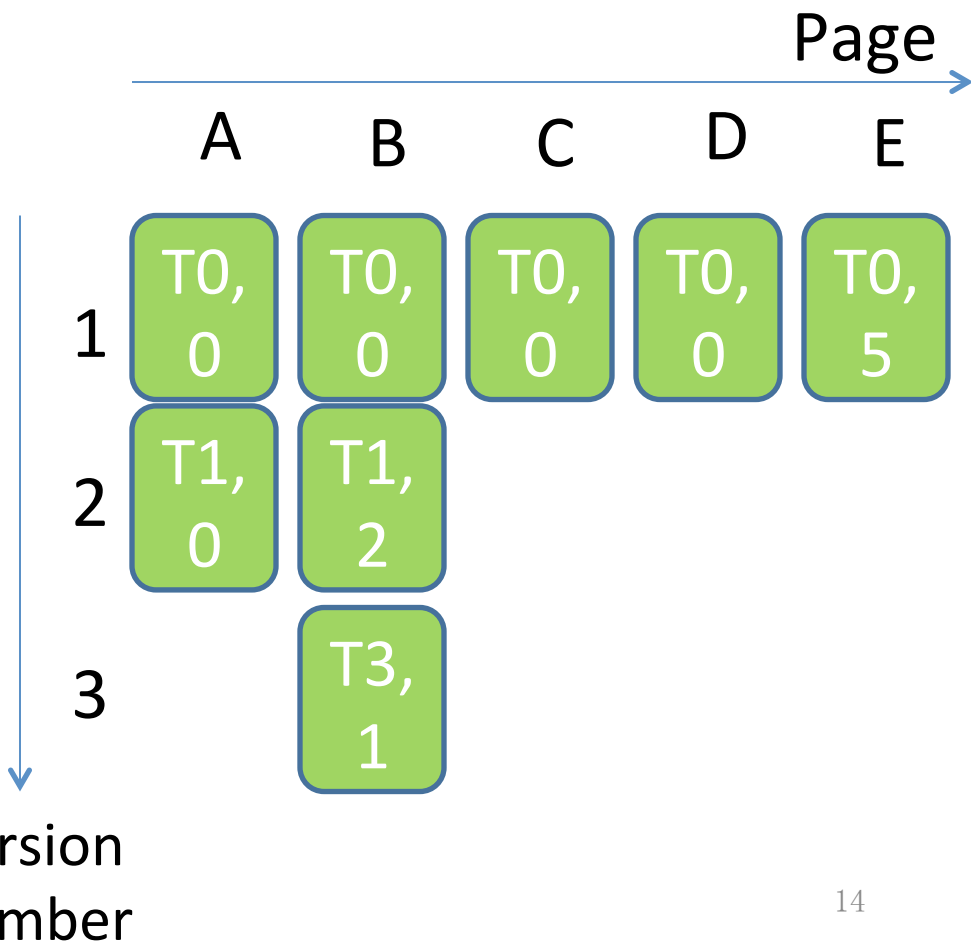 Page
A B C D E
T0, T0, T0, T0, T0,
1
0 0 0 0 5
T1, T1,
2
0 2
T3,
3
1
rsion
mber
14